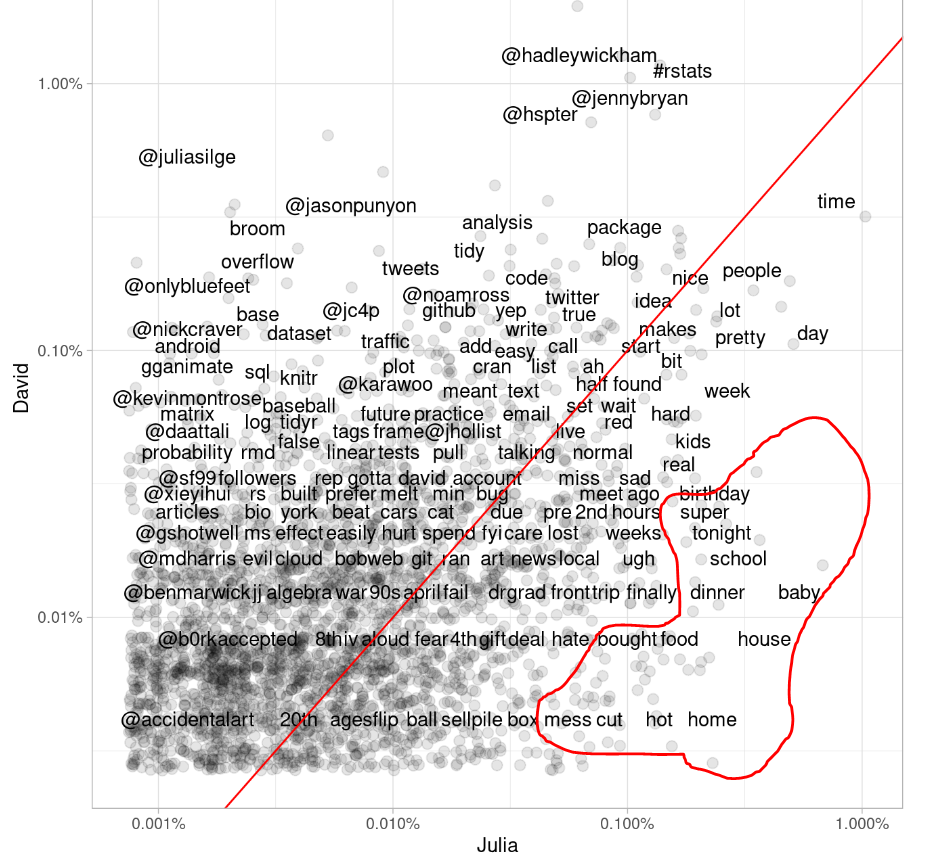 @hadleywickham
#rstats
1.00%
@jennybryan
@hspter
@juliasilge
time
@jasonpunyon
analysis
broom package
tidy
overflow tweets blog
people
code nice
@onlybluefeet
@noamross twitter
idea
base @jc4p github yep true lot
@nickcraver dataset write makes day
traffic pretty
android add easy call start
0.10%
bit
gganimate plot cran list ah
sql knitr
@karawoo half found
meant text week
@kevinmontrose
baseball set wait
matrix future practice email hard
log tidyr red
@daattali tags frame @jhollist live
false kids
probability rmd linear tests pull talking normal
real
@sf99 followers rep gotta david account miss sad
@xieyihui rs built prefer melt min bug meet ago birthday
articles bio york beat cars cat due pre 2nd hours super
@gshotwell ms effect easily hurt spend fyi care lost weeks tonight
@mdharris evil cloud bob web git ran art news local ugh school
@benmarwick jj algebra war 90s april fail dr grad front trip finally dinner baby
0.01%
@b0rk accepted 8th iv aloud fear 4th gift deal hate bought food house
@accidentalart 20th ages flip ball sell pile box mess cut hot home
David
0.001% 0.010% 0.100% 1.000%
Julia